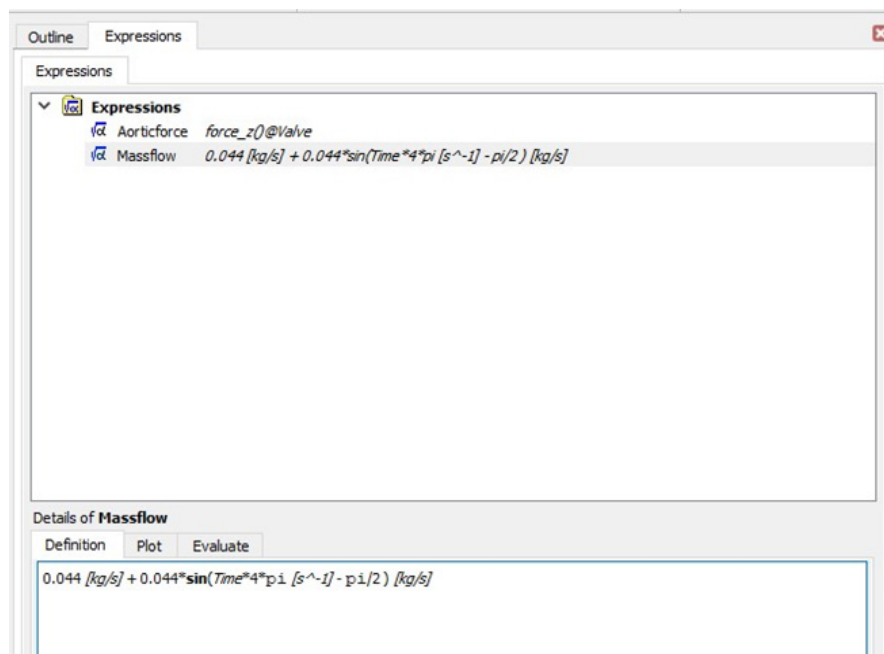 Outline Expressions
Expressions
Expressions
Aorticforce force_z()@Valve
Massflow 0.044 [kg/s] + 0.044*sin(Time*4*pi [s^-1] - pi/2 ) [kg/s]
Details of Massflow
Definition Plot Evaluate
0.044 [kg/s] + 0.044*sin(Time*4*pi [s^-1] - pi/2 ) [kg/s]